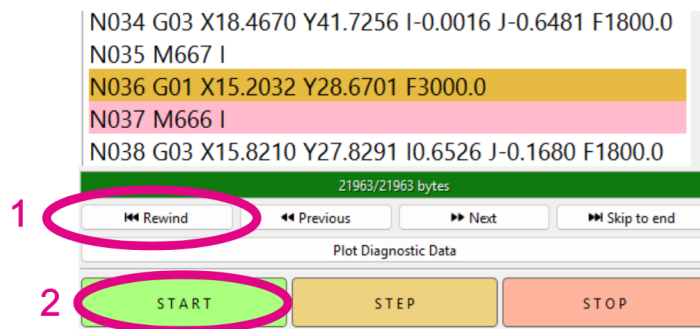 N034 G03 X18.4670 Y41.7256 I-0.0016 J-0.6481 F1800.0
N035 M667 I
N036 G01 X15.2032 Y28.6701 F3000.0
N037 M666 I
N038 G03 X15.8210 Y27.8291 I0.6526 J-0.1680 F1800.0
21963/21963 bytes
1 Rewind Previous Next Skip to end
Plot Diagnostic Data
2 START STEP STOP